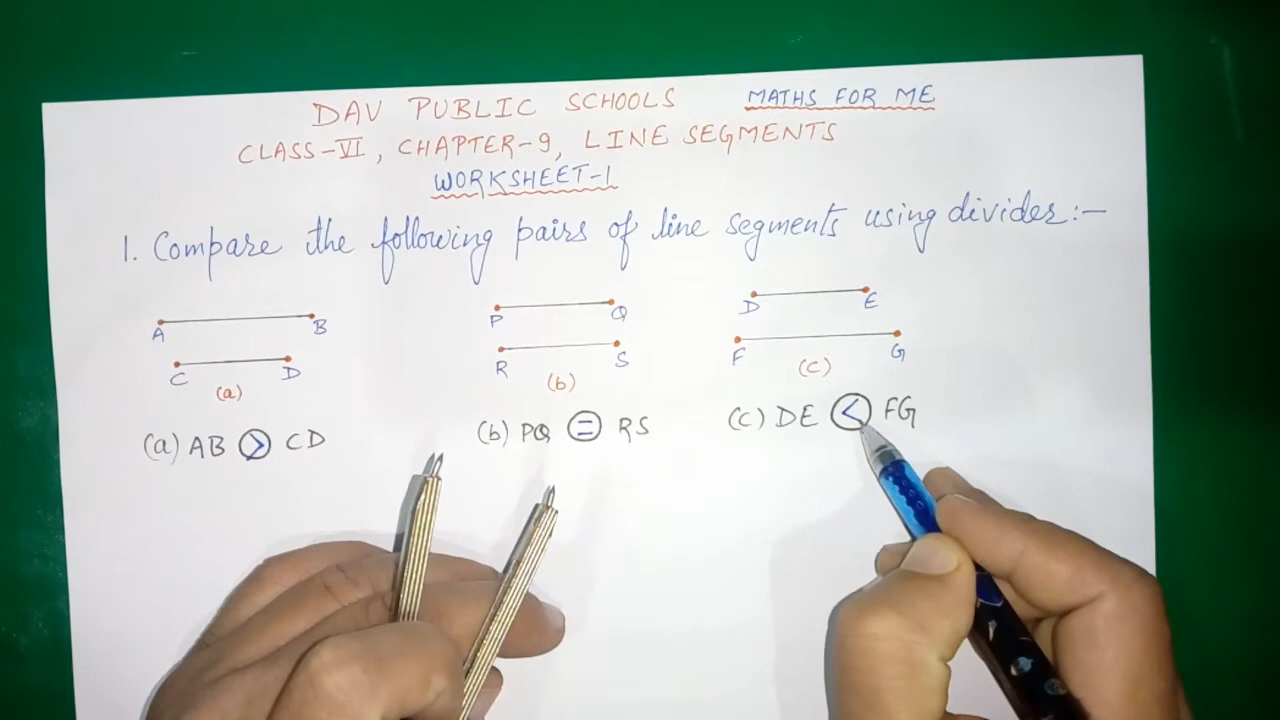 DAV PUBLIC SCHOOLS MATHS FOR ME
CLASS-VI, CHAPTER-9, LINE SEGMENTS
WORKSHEET-1
1. Compare the following pairs of line segments using divider:-
A B
C D
(a)
P Q
R S
(b)
D E
F G
(c)
(a) AB > CD
(b) PQ = RS
(c) DE < FG